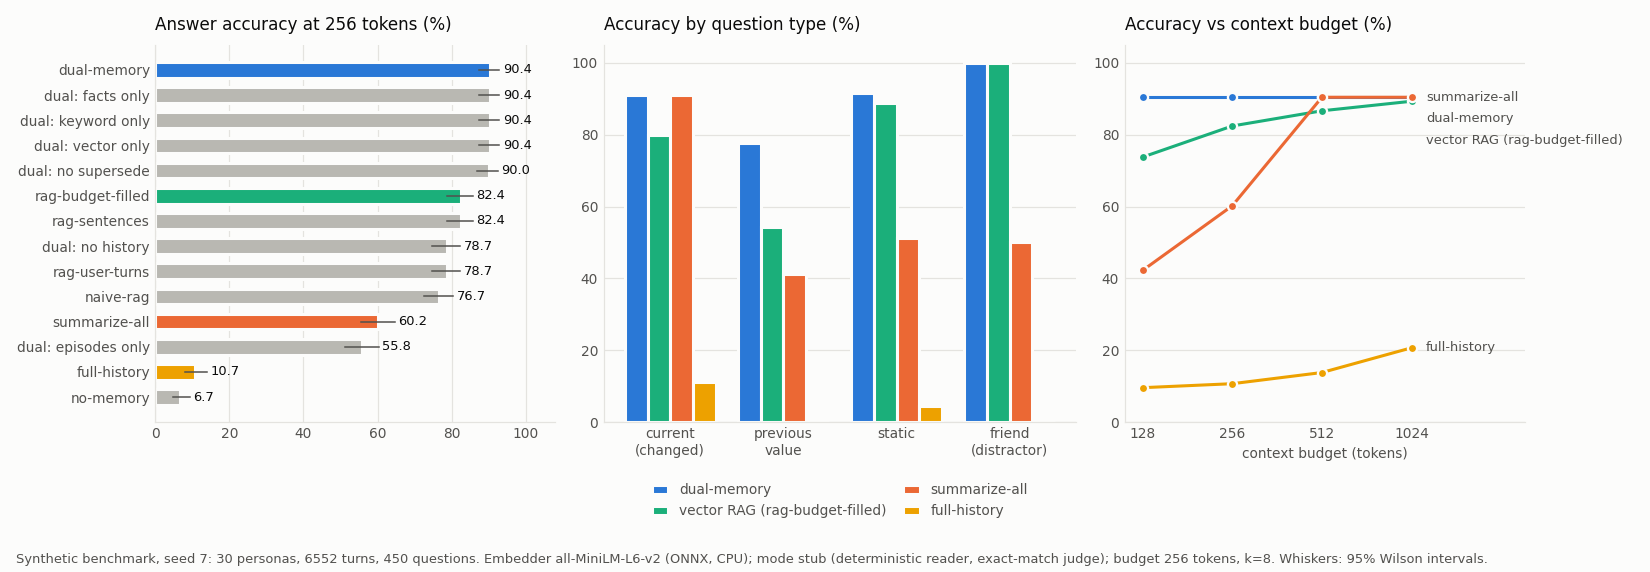 Answer accuracy at 256 tokens (%)
dual-memory 90.4
dual: facts only 90.4
dual: keyword only 90.4
dual: vector only 90.4
dual: no supersede 90.0
rag-budget-filled 82.4
rag-sentences 82.4
dual: no history 78.7
rag-user-turns 78.7
naive-rag 76.7
summarize-all 60.2
dual: episodes only 55.8
full-history 10.7
no-memory 6.7
0 20 40 60 80 100
Accuracy by question type (%)
100
80
60
40
20
0
current previous static friend
(changed) value (distractor)
dual-memory summarize-all
vector RAG (rag-budget-filled) full-history
Accuracy vs context budget (%)
100
80
60
40
20
0
summarize-all
dual-memory
vector RAG (rag-budget-filled)
full-history
128 256 512 1024
context budget (tokens)
Synthetic benchmark, seed 7: 30 personas, 6552 turns, 450 questions. Embedder all-MiniLM-L6-v2 (ONNX, CPU); mode stub (deterministic reader, exact-match judge); budget 256 tokens, k=8. Whiskers: 95% Wilson intervals.